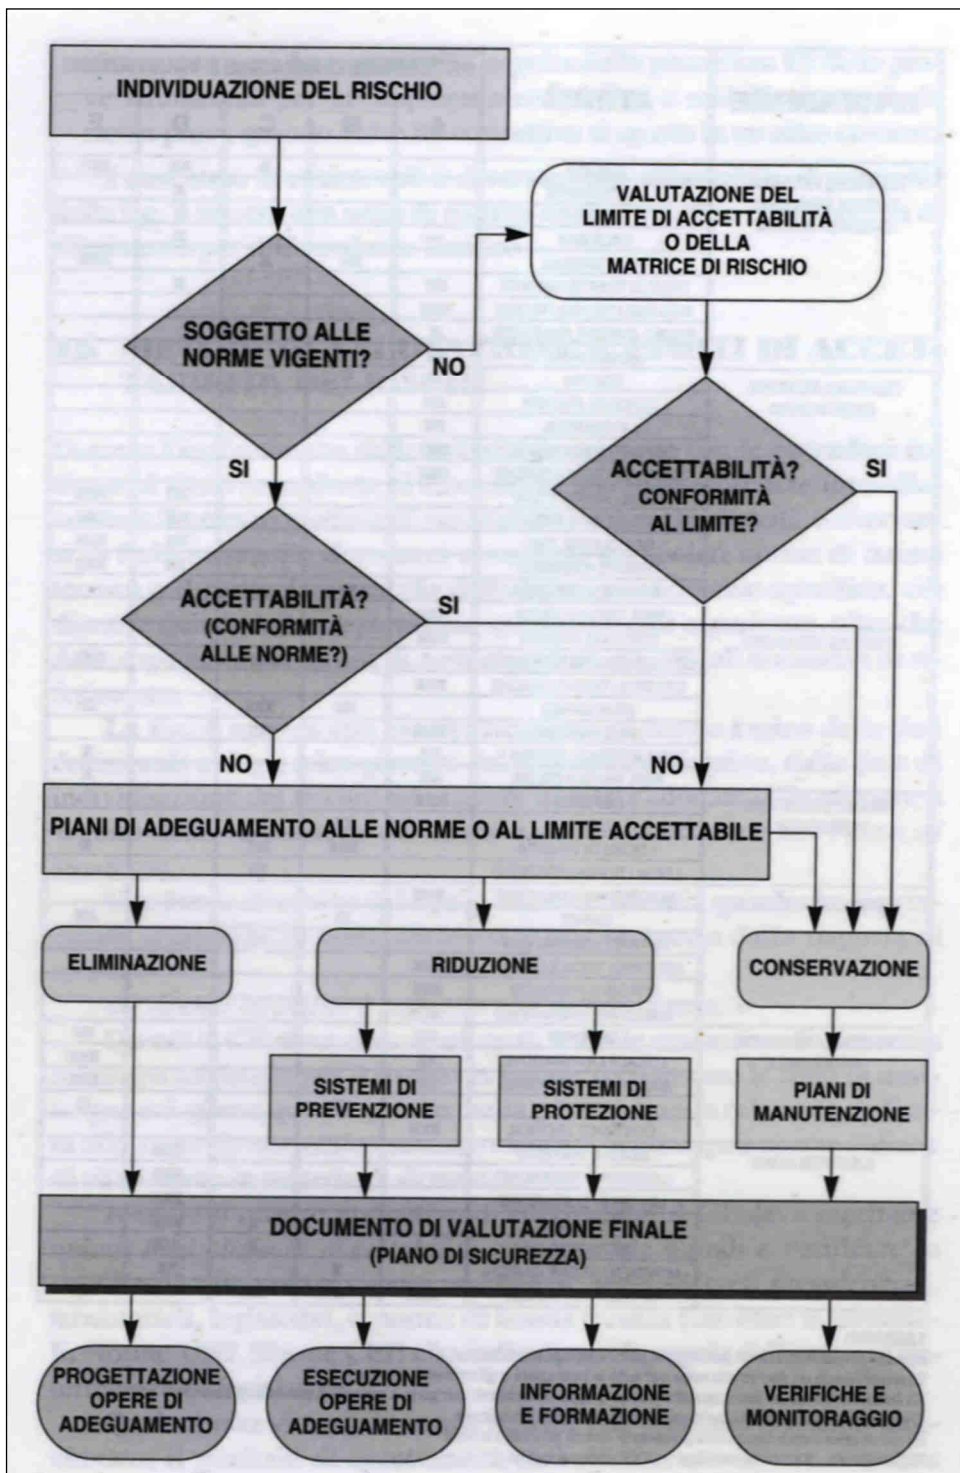 INDIVIDUAZIONE DEL RISCHIO
VALUTAZIONE DEL
LIMITE DI ACCETTABILITÀ
O DELLA
MATRICE DI RISCHIO
SOGGETTO ALLE
NORME VIGENTI?
NO
SI
ACCETTABILITÀ?
CONFORMITÀ
AL LIMITE?
SI
ACCETTABILITÀ?
(CONFORMITÀ
ALLE NORME?)
SI
NO
NO
PIANI DI ADEGUAMENTO ALLE NORME O AL LIMITE ACCETTABILE
ELIMINAZIONE
RIDUZIONE
CONSERVAZIONE
SISTEMI DI
PREVENZIONE
SISTEMI DI
PROTEZIONE
PIANI DI
MANUTENZIONE
DOCUMENTO DI VALUTAZIONE FINALE
(PIANO DI SICUREZZA)
PROGETTAZIONE
OPERE DI
ADEGUAMENTO
ESECUZIONE
OPERE DI
ADEGUAMENTO
INFORMAZIONE
E FORMAZIONE
VERIFICHE E
MONITORAGGIO